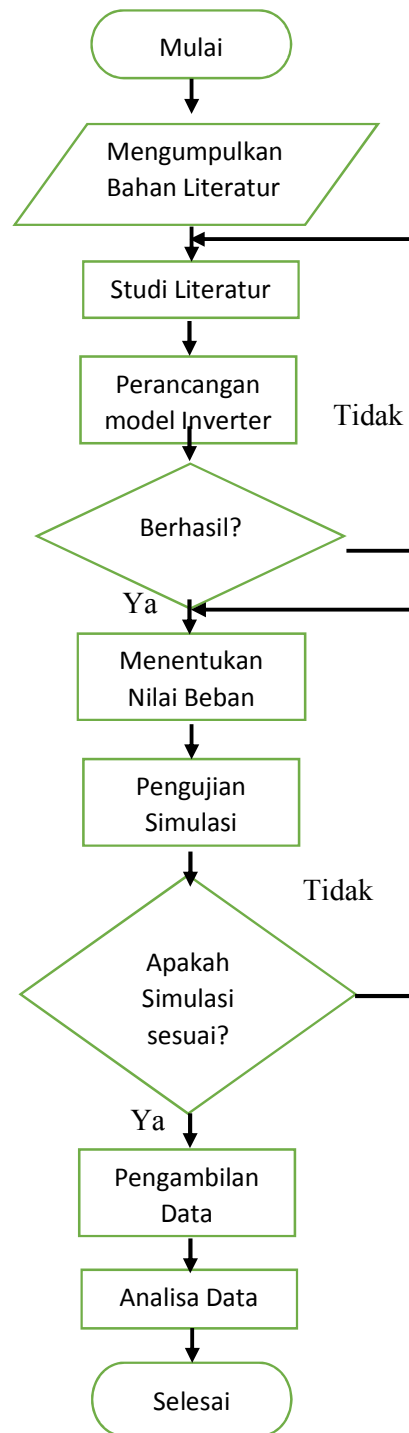 Mulai
Mengumpulkan
Bahan Literatur
Studi Literatur
Perancangan
model Inverter
Tidak
Berhasil?
Ya
Menentukan
Nilai Beban
Pengujian
Simulasi
Tidak
Apakah
Simulasi
sesuai?
Ya
Pengambilan
Data
Analisa Data
Selesai